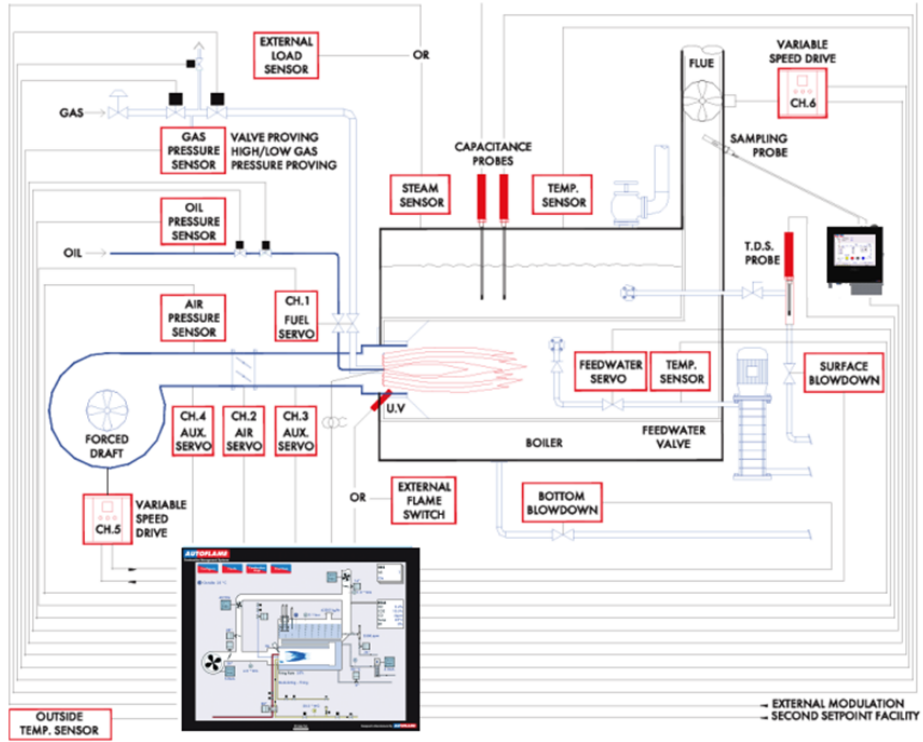 EXTERNAL
LOAD
SENSOR
OR
FLUE
VARIABLE
SPEED DRIVE
CH.6
GAS
GAS
PRESSURE
SENSOR
VALVE PROVING
HIGH/LOW GAS
PRESSURE PROVING
CAPACITANCE
PROBES
SAMPLING
PROBE
STEAM
SENSOR
TEMP.
SENSOR
OIL
PRESSURE
SENSOR
OIL
T.D.S.
PROBE
CH.1
FUEL
SERVO
AIR
PRESSURE
SENSOR
FEEDWATER
SERVO
TEMP.
SENSOR
SURFACE
BLOWDOWN
U.V
CH.4
AUX.
SERVO
CH.2
AIR
SERVO
CH.3
AUX.
SERVO
FORCED
DRAFT
BOILER
FEEDWATER
VALVE
OR
EXTERNAL
FLAME
SWITCH
BOTTOM
BLOWDOWN
CH.5
VARIABLE
SPEED
DRIVE
AUTOFLAME
EXTERNAL MODULATION
SECOND SETPOINT FACILITY
OUTSIDE
TEMP. SENSOR